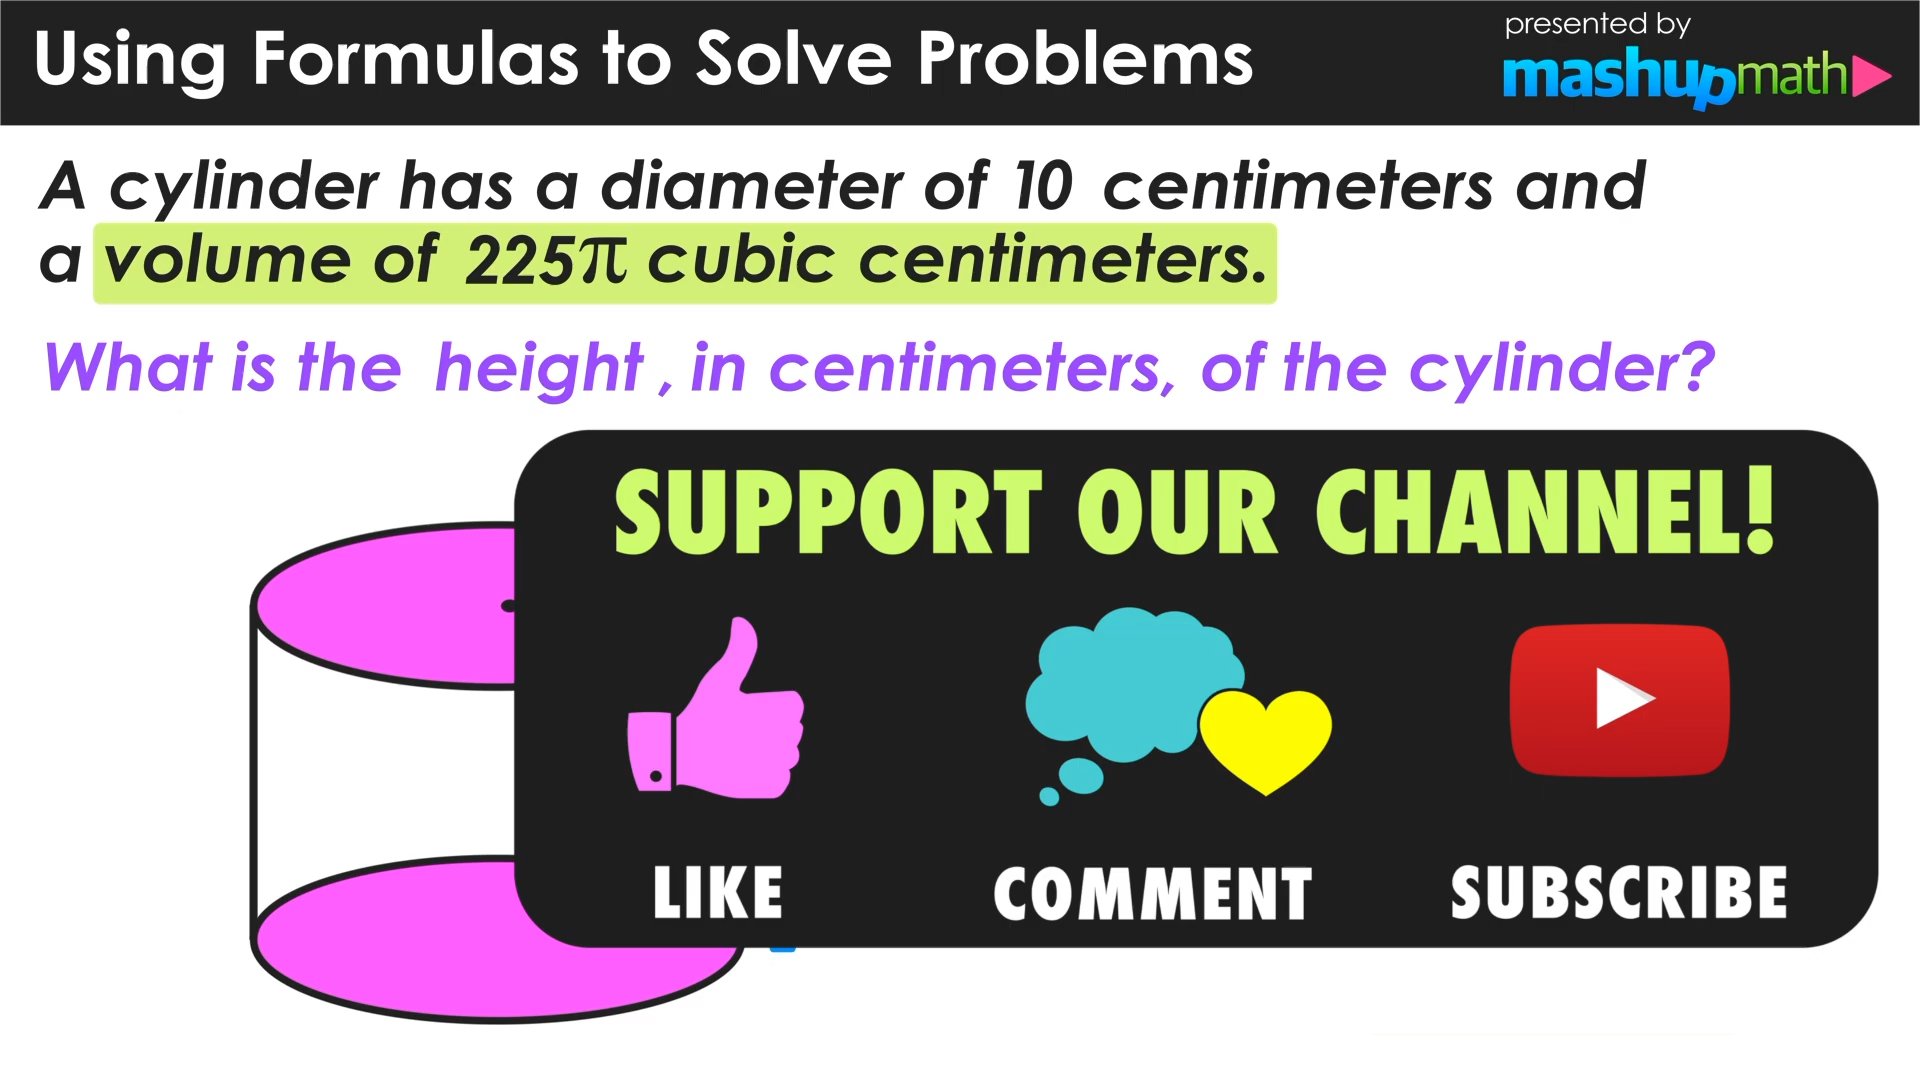 Using Formulas to Solve Problems
presented by
mashupmath
A cylinder has a diameter of 10 centimeters and
a volume of 225π cubic centimeters.
What is the height, in centimeters, of the cylinder?
SUPPORT OUR CHANNEL!
LIKE
COMMENT
SUBSCRIBE